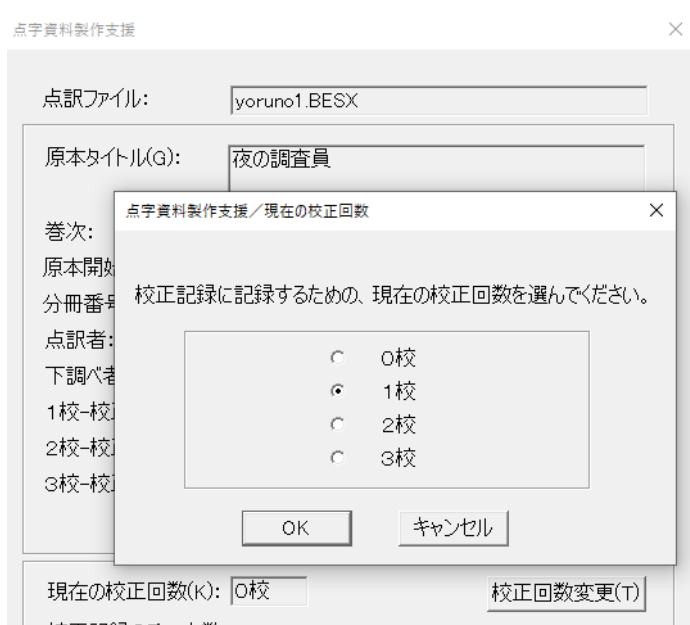 点字資料製作支援
点訳ファイル: yoruno1.BESX
原本タイトル(G): 夜の調査員
点字資料製作支援／現在の校正回数
巻次:
原本開始
分冊番号
点訳者:
下調べ者
1校-校正
2校-校正
3校-校正
校正記録に記録するための、現在の校正回数を選んでください。
0校
1校
2校
3校
OK キャンセル
現在の校正回数(K): 0校 校正回数変更(T)